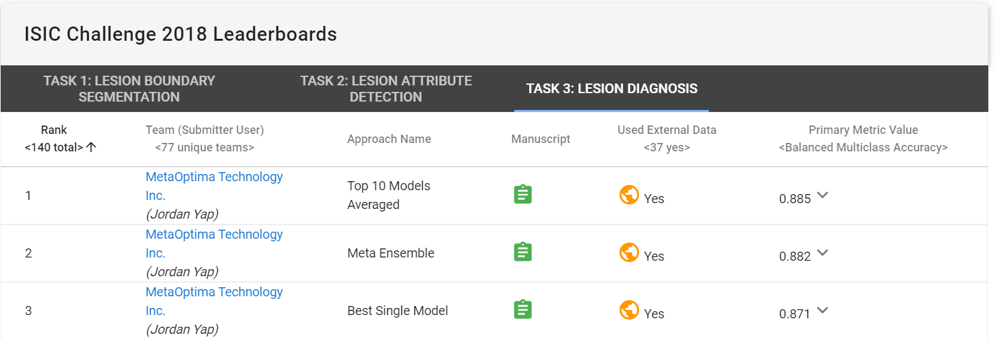 ISIC Challenge 2018 Leaderboards
TASK 1: LESION BOUNDARY
SEGMENTATION
TASK 2: LESION ATTRIBUTE
DETECTION
TASK 3: LESION DIAGNOSIS
Rank
<140 total>
Team (Submitter User)
<77 unique teams>
Approach Name
Manuscript
Used External Data
<37 yes>
Primary Metric Value
<Balanced Multiclass Accuracy>
1
MetaOptima Technology
Inc.
(Jordan Yap)
Top 10 Models
Averaged
Yes
0.885
2
MetaOptima Technology
Inc.
(Jordan Yap)
Meta Ensemble
Yes
0.882
3
MetaOptima Technology
Inc.
(Jordan Yap)
Best Single Model
Yes
0.871